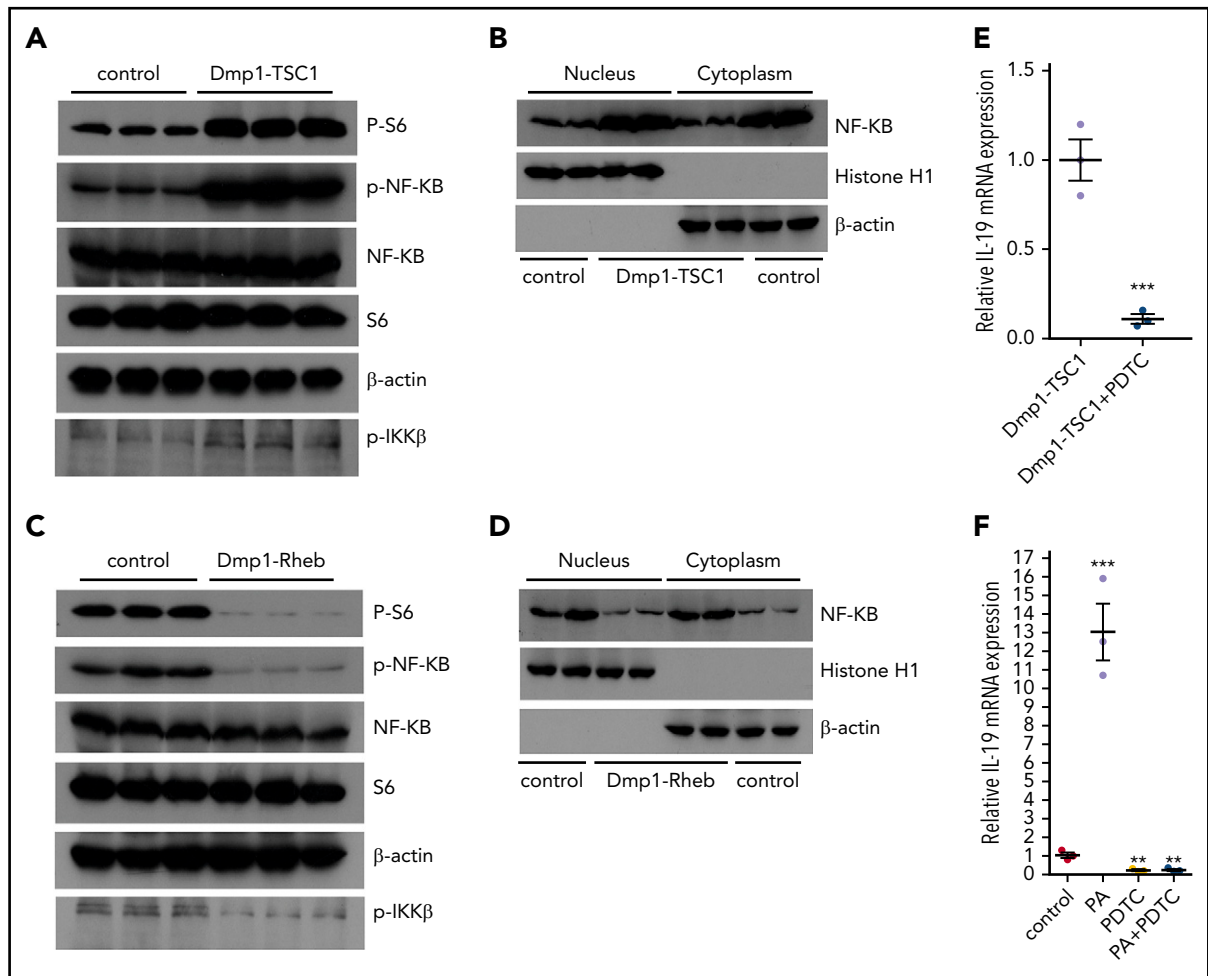 A
control Dmp1-TSC1
P-S6
p-NF-KB
NF-KB
S6
β-actin
p-IKKβ
B
Nucleus Cytoplasm
NF-KB
Histone H1
β-actin
control Dmp1-TSC1 control
E
Relative IL-19 mRNA expression
1.5
1.0
0.5
0.0
***
Dmp1-TSC1
Dmp1-TSC1+PDTC
C
control Dmp1-Rheb
P-S6
p-NF-KB
NF-KB
S6
β-actin
p-IKKβ
D
Nucleus Cytoplasm
NF-KB
Histone H1
β-actin
control Dmp1-Rheb control
F
Relative IL-19 mRNA expression
17
16
15
14
13
12
11
10
9
8
7
6
5
4
3
2
1
0
***
** **
control
PA
PDTC
PA+PDTC